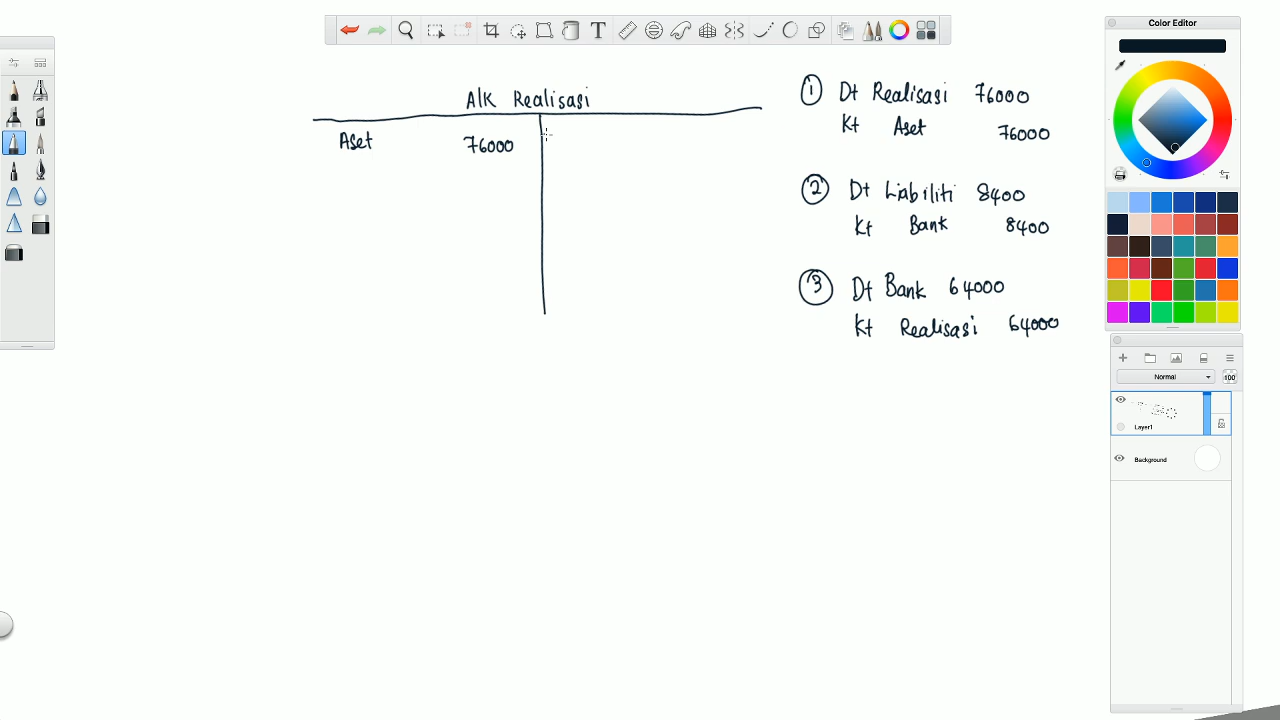 Alk Realisasi
Aset 76000
① Dt Realisasi 76000
Kt Aset 76000
② Dt Liabiliti 8400
Kt Bank 8400
③ Dt Bank 64000
Kt Realisasi 64000
Color Editor
Normal
100
Layer1
Background